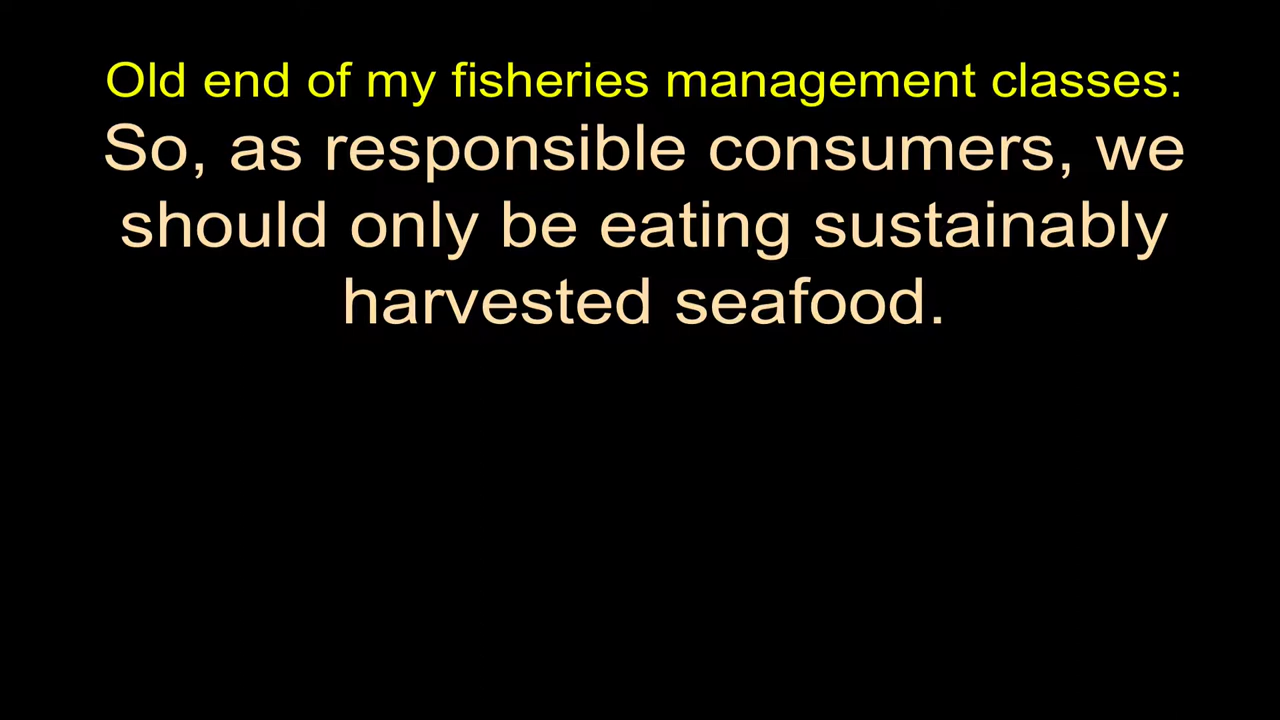 Old end of my fisheries management classes:
So, as responsible consumers, we
should only be eating sustainably
harvested seafood.